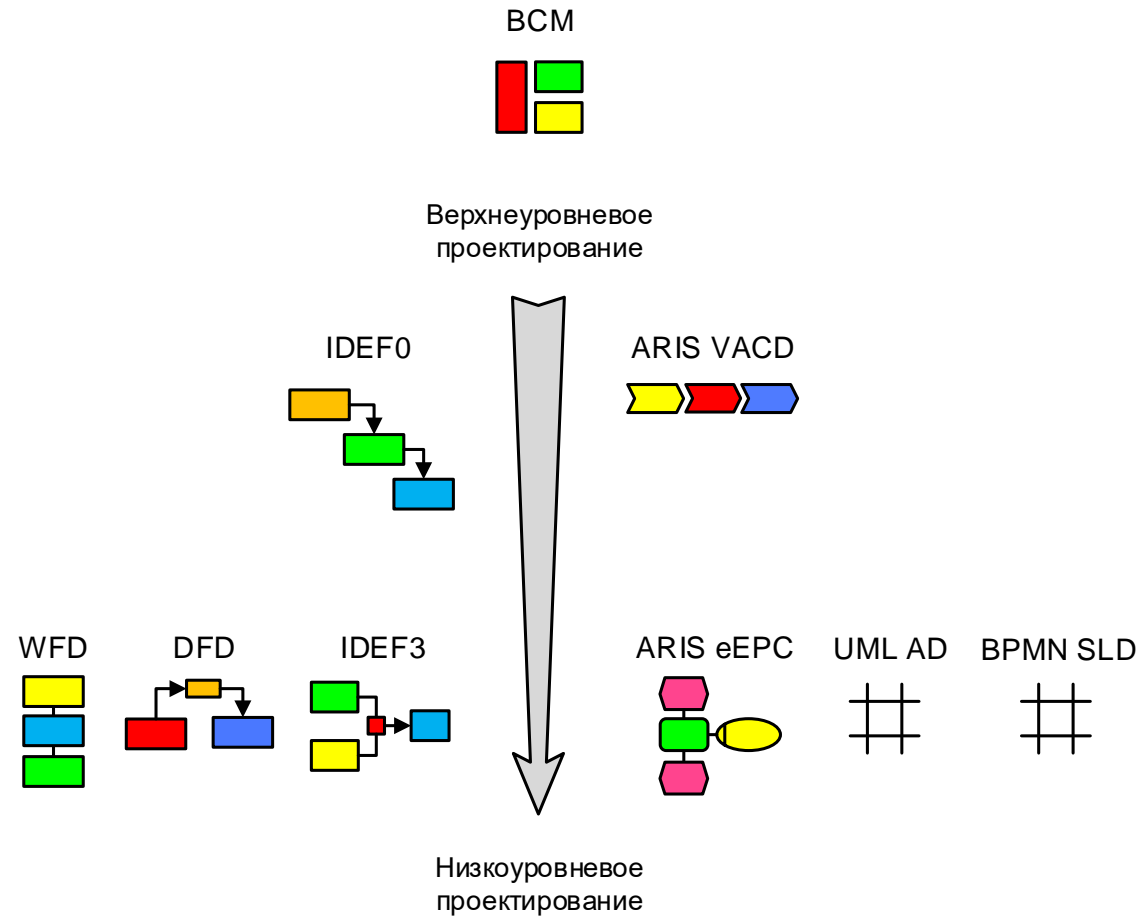 BCM
Верхнеуровневое
проектирование
IDEF0
ARIS VACD
WFD
DFD
IDEF3
ARIS eEPC
UML AD
BPMN SLD
Низкоуровневое
проектирование